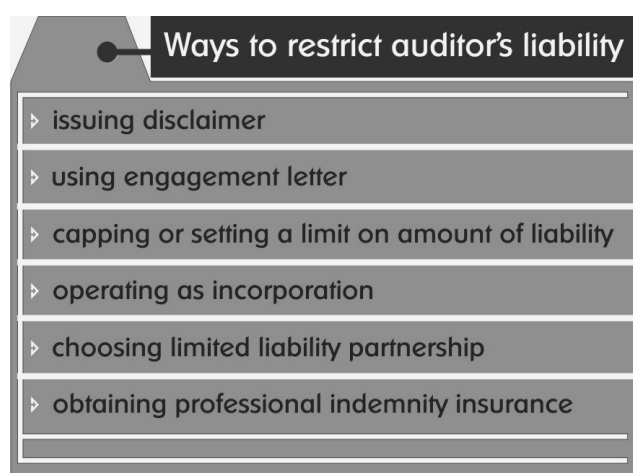 Ways to restrict auditor's liability
issuing disclaimer
using engagement letter
capping or setting a limit on amount of liability
operating as incorporation
choosing limited liability partnership
obtaining professional indemnity insurance